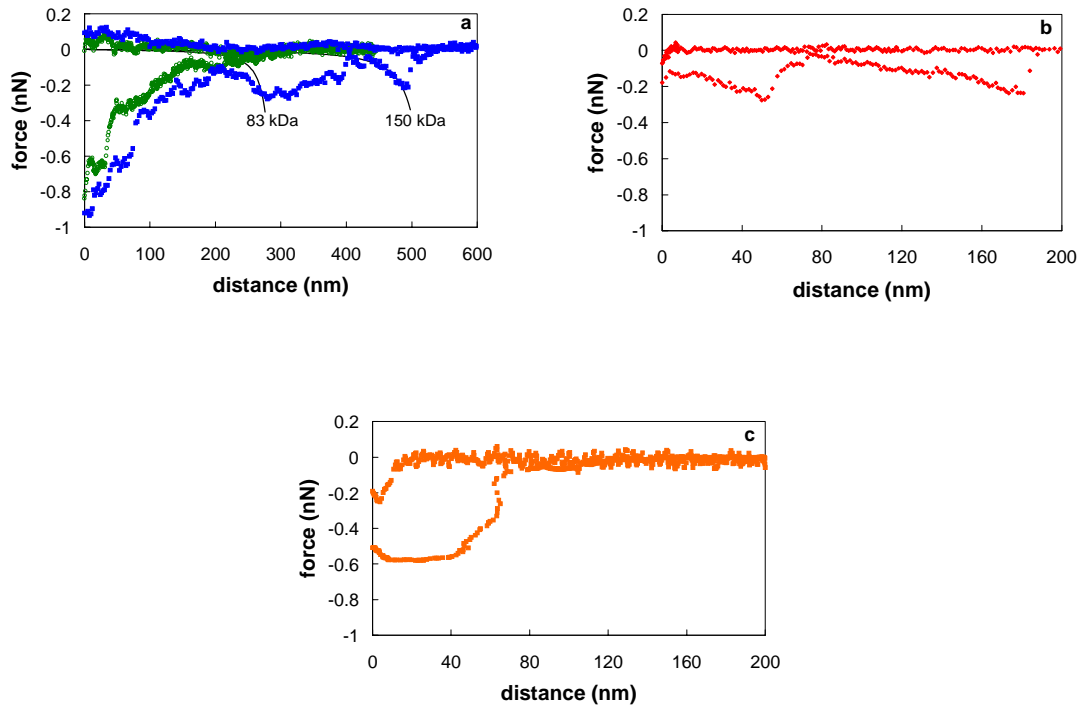 a
force (nN)
0.2
0
-0.2
-0.4
-0.6
-0.8
-1
83 kDa
150 kDa
0 100 200 300 400 500 600
distance (nm)
b
force (nN)
0.2
0
-0.2
-0.4
-0.6
-0.8
-1
0 40 80 120 160 200
distance (nm)
c
force (nN)
0.2
0
-0.2
-0.4
-0.6
-0.8
-1
0 40 80 120 160 200
distance (nm)